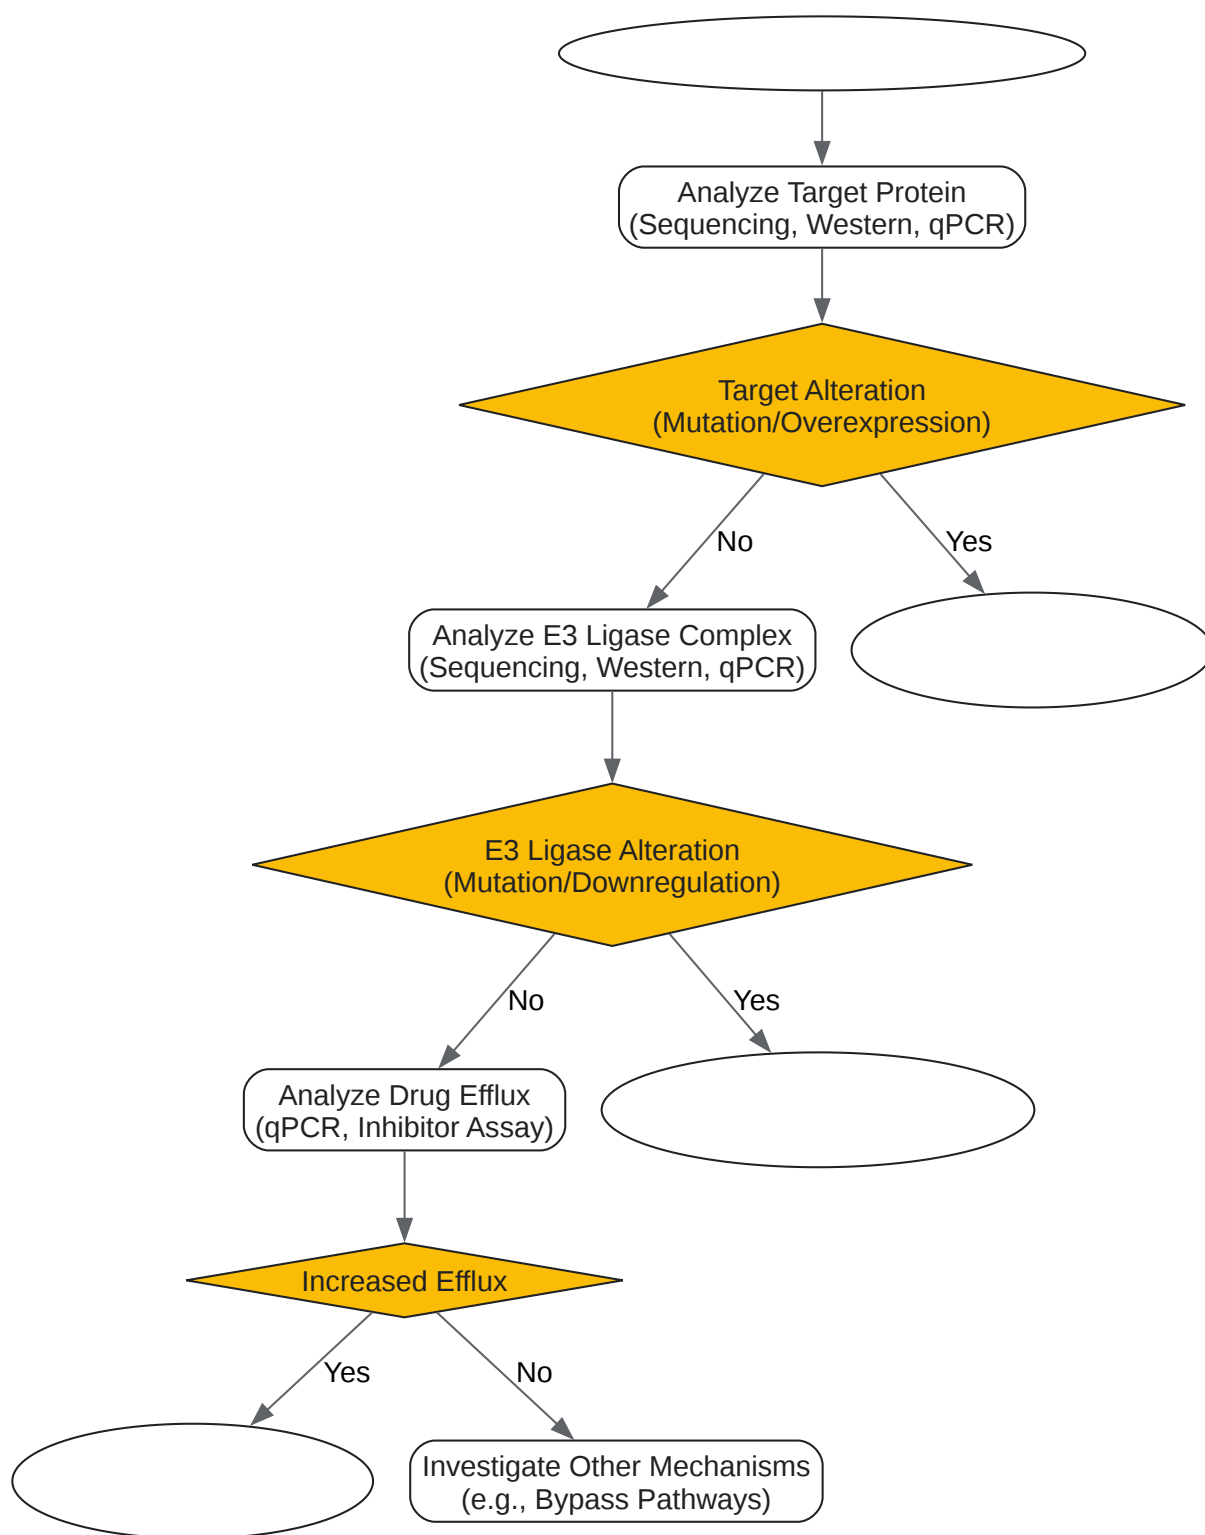 Analyze Target Protein
(Sequencing, Western, qPCR)
Target Alteration
(Mutation/Overexpression)
No
Yes
Analyze E3 Ligase Complex
(Sequencing, Western, qPCR)
E3 Ligase Alteration
(Mutation/Downregulation)
No
Yes
Analyze Drug Efflux
(qPCR, Inhibitor Assay)
Increased Efflux
Yes
No
Investigate Other Mechanisms
(e.g., Bypass Pathways)